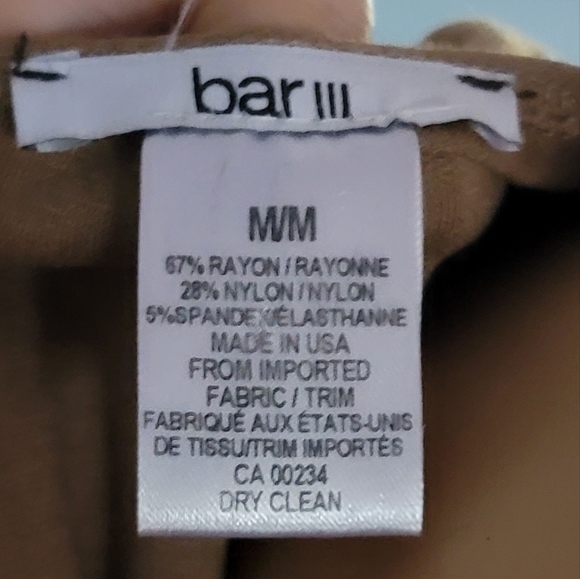 bar III
M/M
67% RAYON / RAYONNE
28% NYLON / NYLON
5%SPANDEX/ÉLASTHANNE
MADE IN USA
FROM IMPORTED
FABRIC / TRIM
FABRIQUÉ AUX ÉTATS-UNIS
DE TISSU/TRIM IMPORTÉS
CA 00234
DRY CLEAN